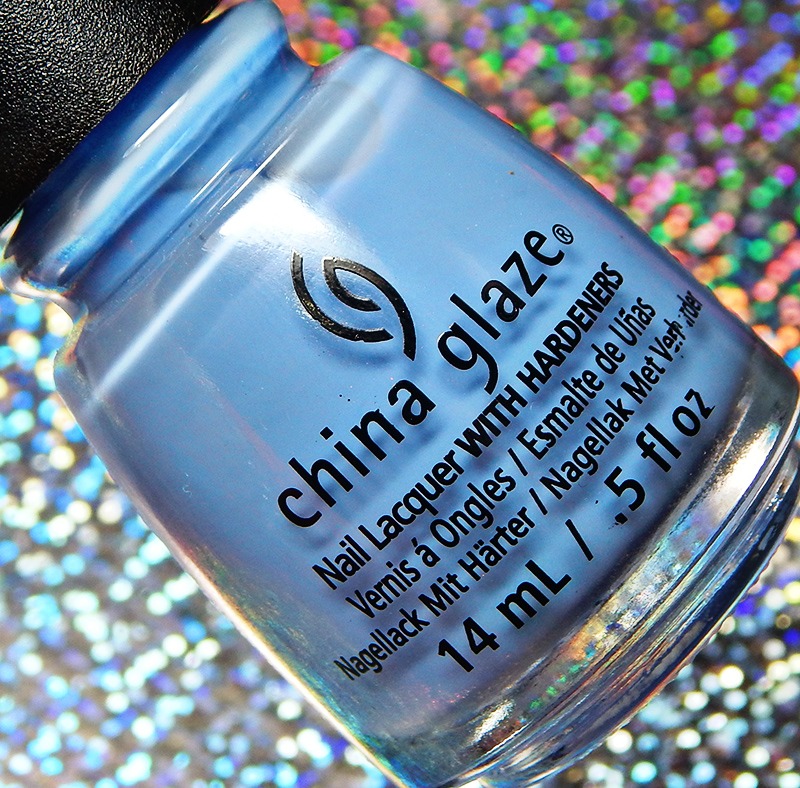 china glaze®
Nail Lacquer WITH HARDENERS
Vernis á Ongles / Esmalte de Uñas
Nagellack Mit Härter / Nagellak Met
14 mL / .5 fl oz